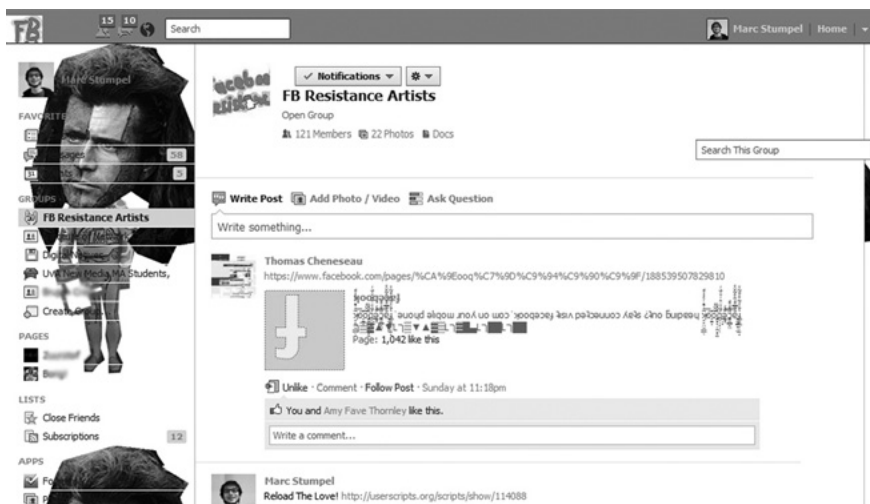 FB
15 10
Search
Marc Stumpel Home
Marc Stumpel
FAVORITE
58
5
GROUPS
FB Resistance Artists
UvA New Media MA Students,
Create Group...
PAGES
LISTS
Close Friends
Subscriptions 12
APPS
facebook
resistance
Notifications
FB Resistance Artists
Open Group
121 Members 22 Photos Docs
Search This Group
Write Post Add Photo / Video Ask Question
Write something...
Thomas Cheneseau
https://www.facebook.com/pages/%CA%9Eooq%C7%9D%C9%94%C9%90%C9%9F/188539507829810
Page: 1,042 like this
Unlike · Comment · Follow Post · Sunday at 11:18pm
You and Amy Fave Thornley like this.
Write a comment...
Marc Stumpel
Reload The Love! http://userscripts.org/scripts/show/114088